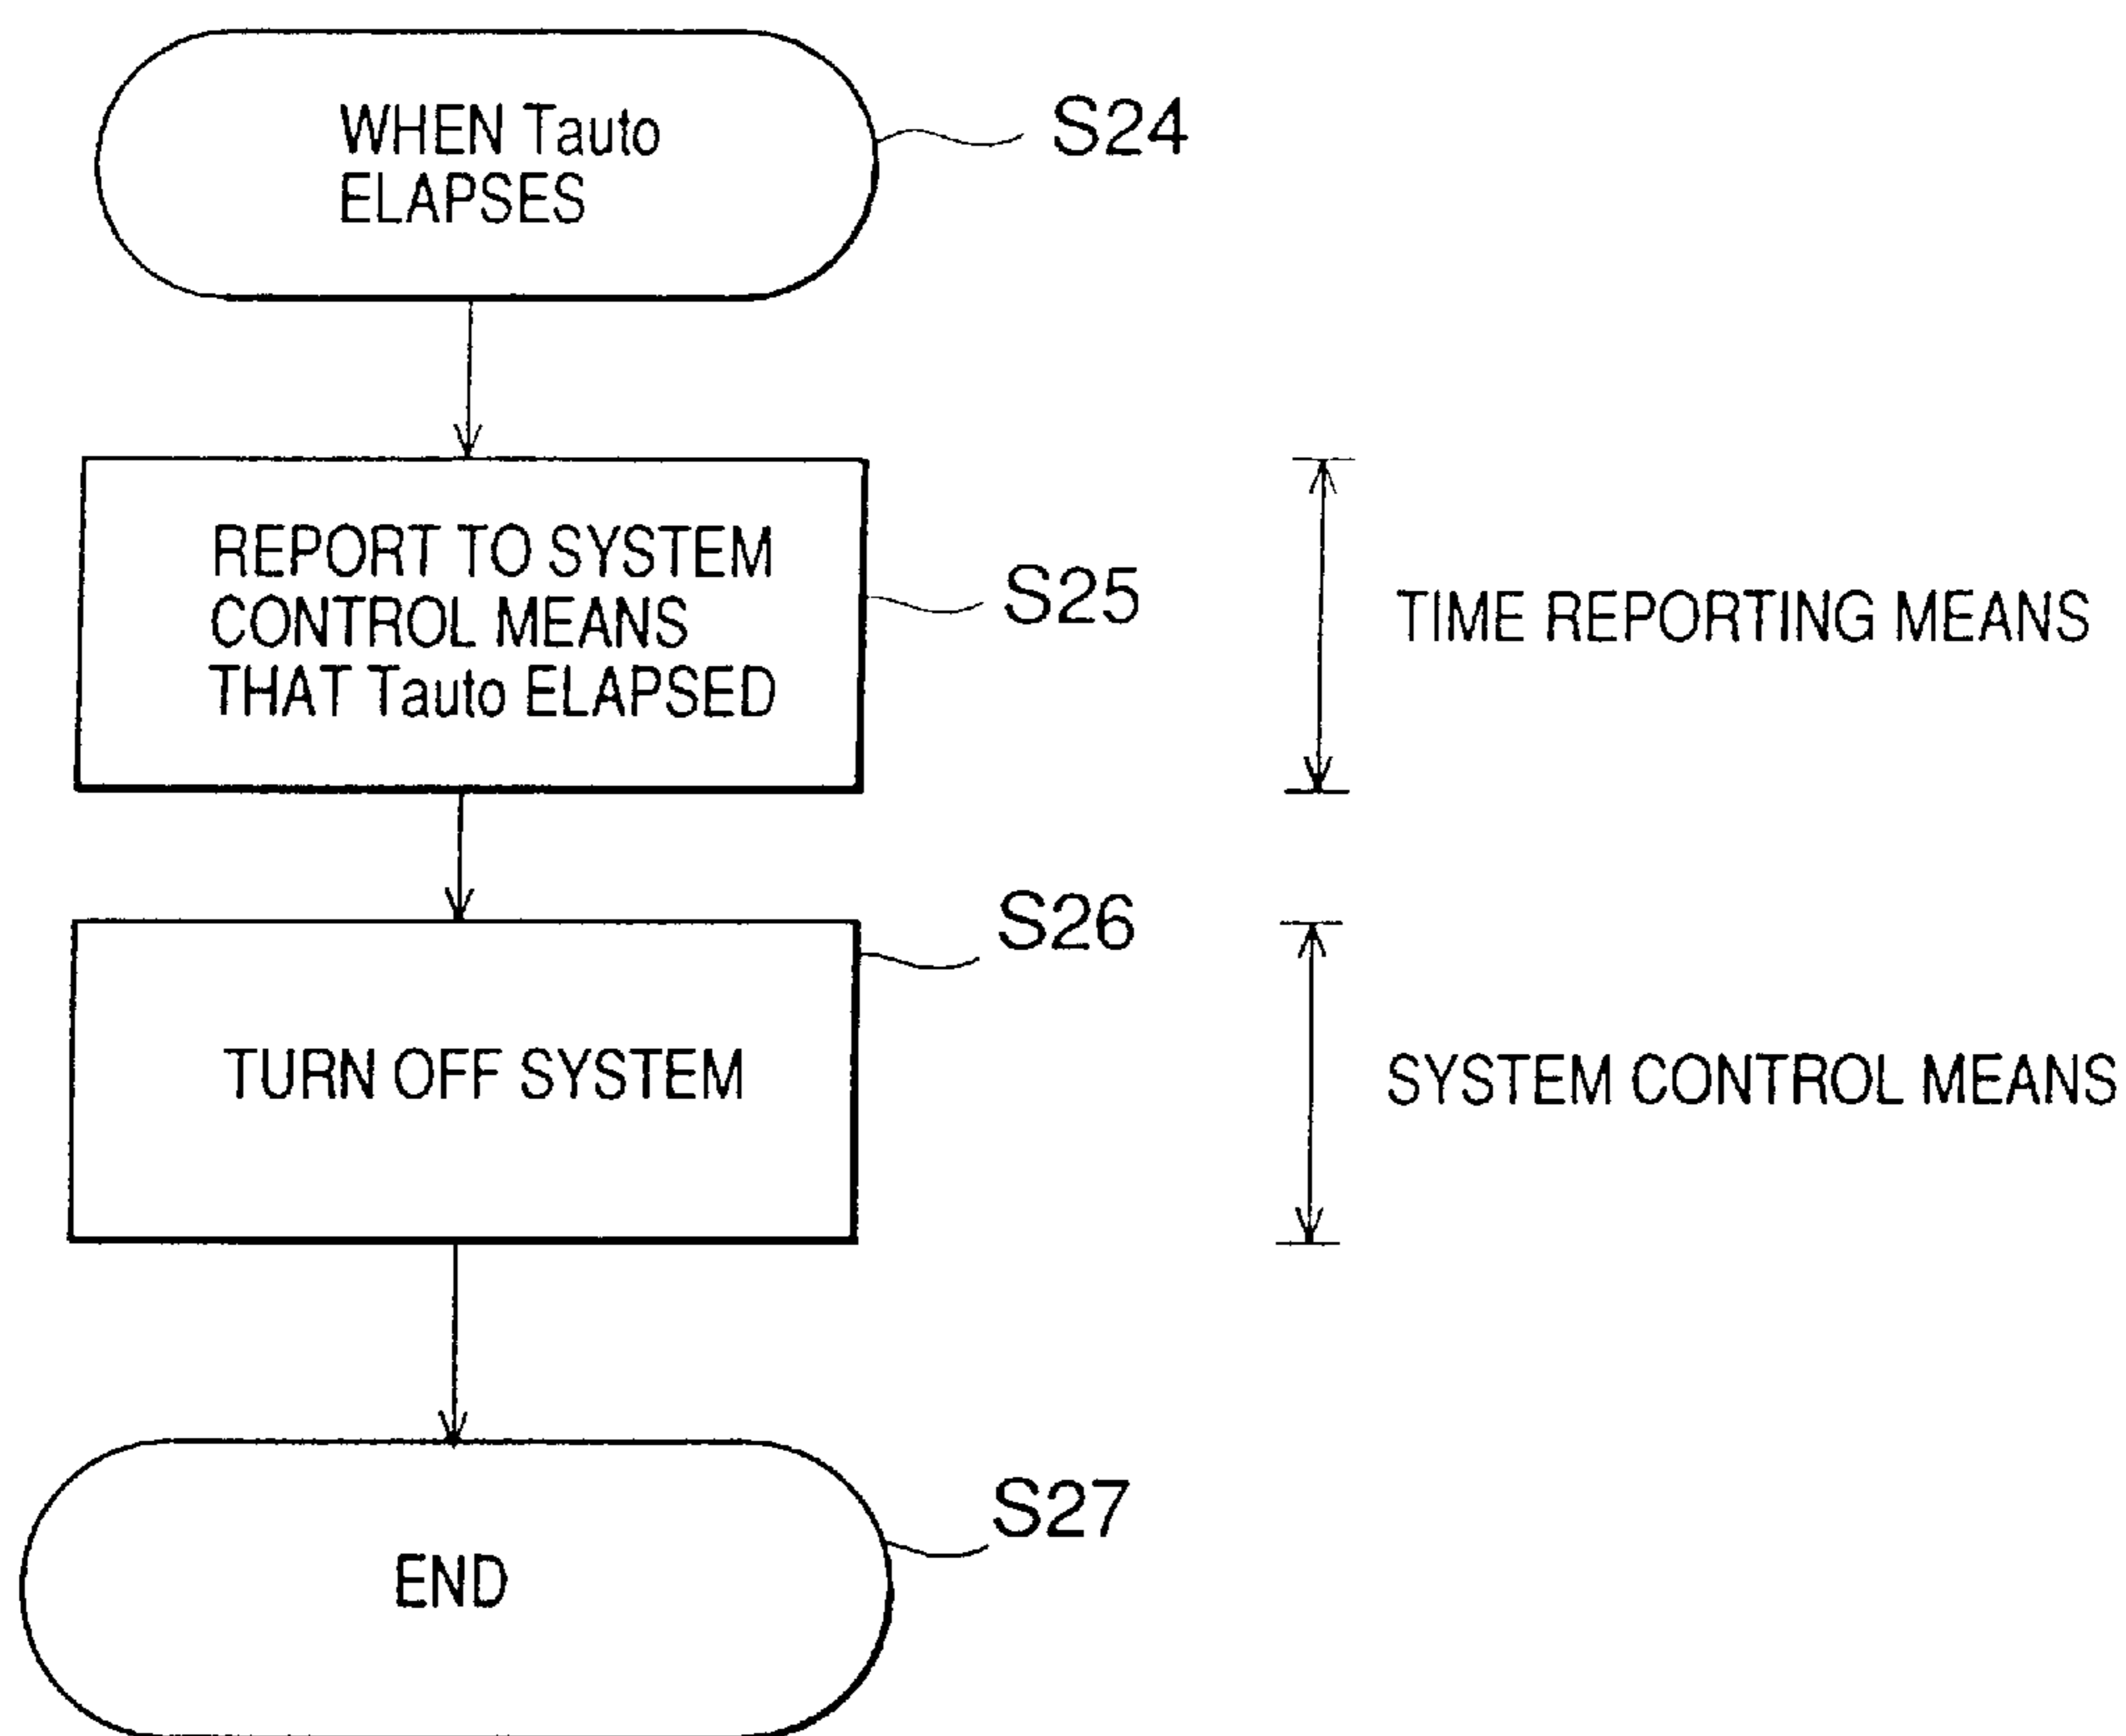 WHEN Tauto
ELAPSES
S24
REPORT TO SYSTEM
CONTROL MEANS
THAT Tauto ELAPSED
S25
TIME REPORTING MEANS
S26
TURN OFF SYSTEM
SYSTEM CONTROL MEANS
S27
END